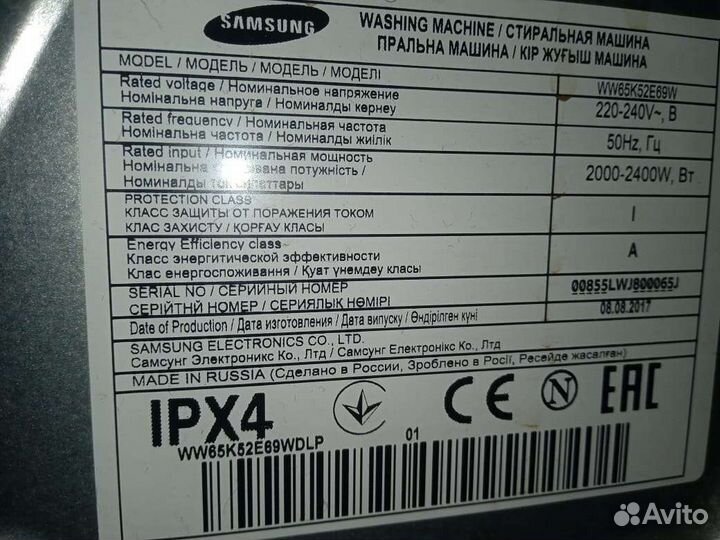 SAMSUNG
WASHING MACHINE / СТИРАЛЬНАЯ МАШИНА
ПРАЛЬНА МАШИНА / КІР ЖУҒЫШ МАШИНА
MODEL / МОДЕЛЬ / МОДЕЛЬ / МОДЕЛІ
WW65K52E69W
Rated voltage / Номинальное напряжение
Номінальна напруга / Номиналды кернеу
220-240V~, В
Rated frequency / Номинальная частота
Номінальна частота / Номиналды жиілік
50Hz, Гц
Rated input / Номинальная мощность
Номінальна потужність /
Номиналды
2000-2400W, Вт
PROTECTION CLASS
КЛАСС ЗАЩИТЫ ОТ ПОРАЖЕНИЯ ТОКОМ
КЛАС ЗАХИСТУ / ҚОРҒАУ КЛАСЫ
I
Energy Efficiency class
Класс энергетической эффективности
Клас енергоспоживання / Қуат үнемдеу класы
A
SERIAL NO / СЕРИЙНЫЙ НОМЕР
СЕРІЙТНЙ НОМЕР / СЕРИЯЛЫҚ НӨМІРІ
00855LWJ800065J
Date of Production / Дата изготовления / Дата випуску / Өндірілген күні
08.08.2017
SAMSUNG ELECTRONICS CO., LTD.
Самсунг Электроникс Ко., Лтд / Самсунг Електронікс Ко., Лтд
MADE IN RUSSIA (Сделано в России, Зроблено в Росії, Ресейде жасалған)
IPX4
CE
N
EAC
WW65K52E69WDLP
01
Avito